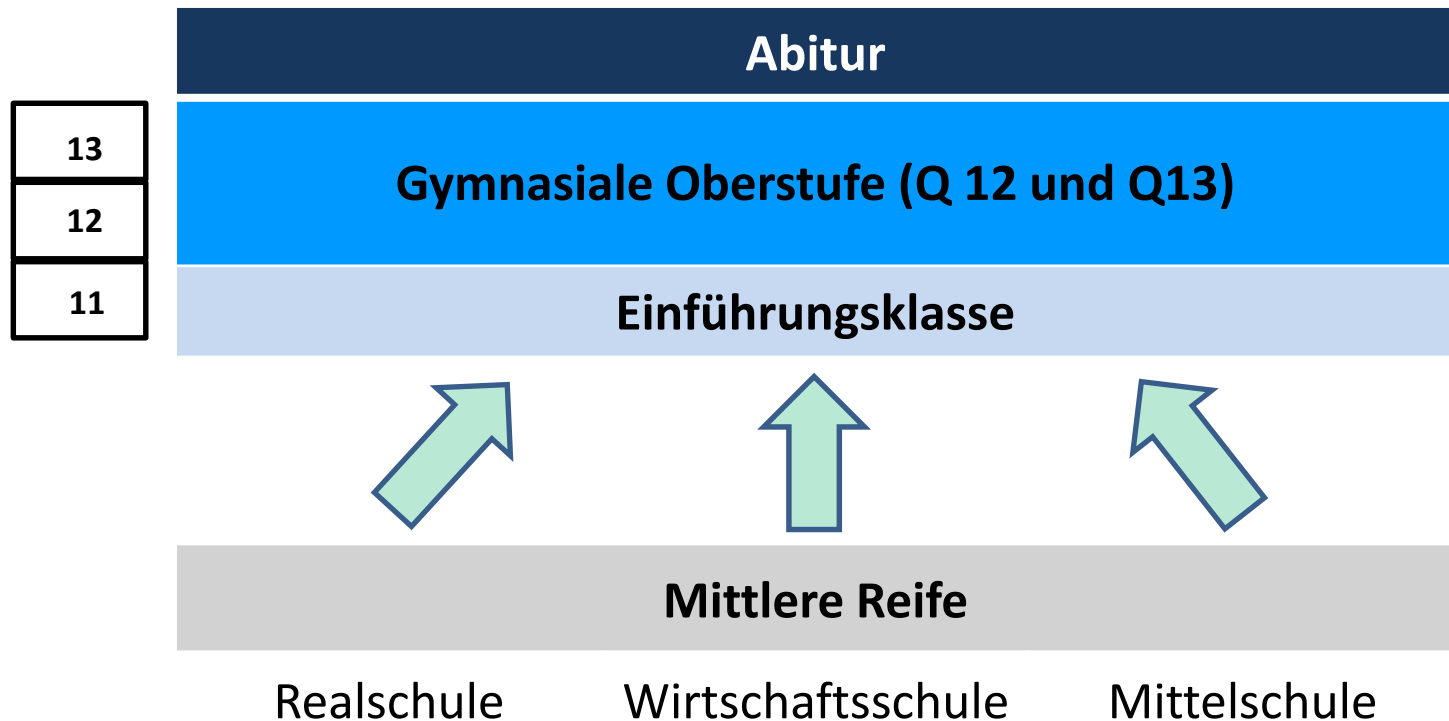 Abitur
13
Gymnasiale Oberstufe (Q 12 und Q13)
12
11
Einführungsklasse
Mittlere Reife
Realschule
Wirtschaftsschule
Mittelschule